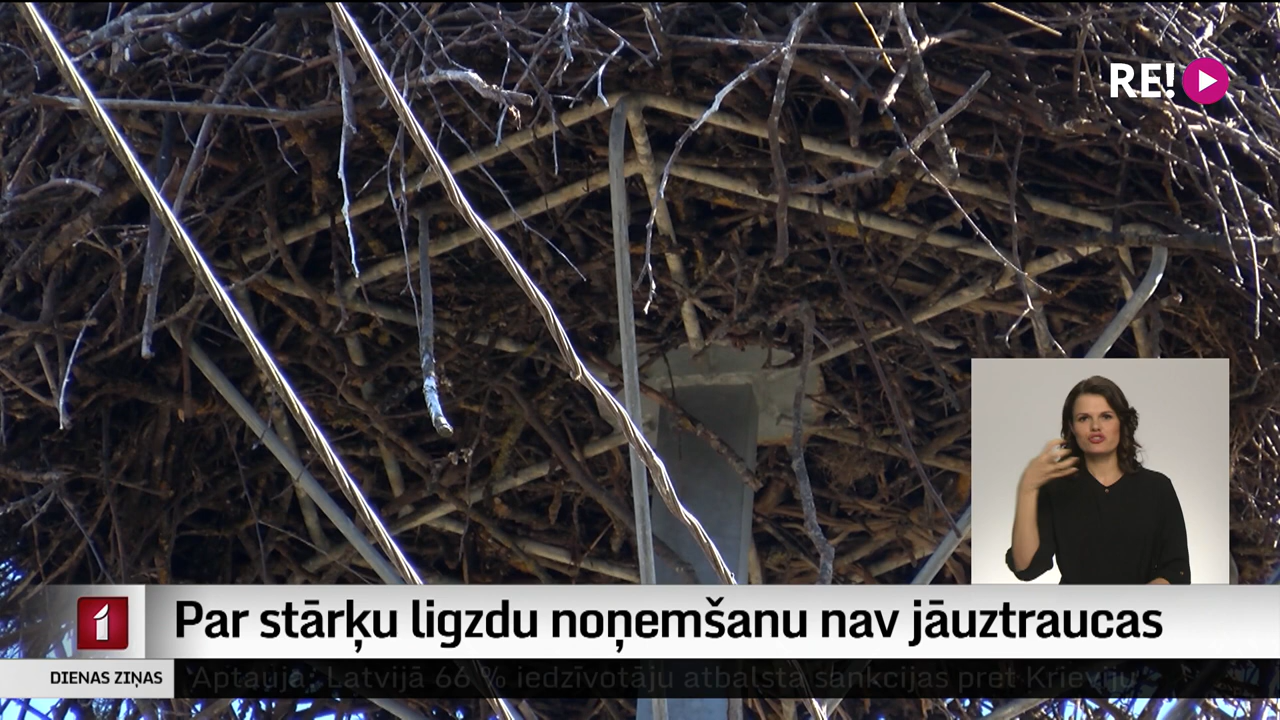 RE!
1
Par stārķu ligzdu noņemšanu nav jāuztraucas
DIENAS ZIŅAS
Aptauja: Latvijā 66 % iedzīvotāju atbalsta sankcijas pret Krieviju